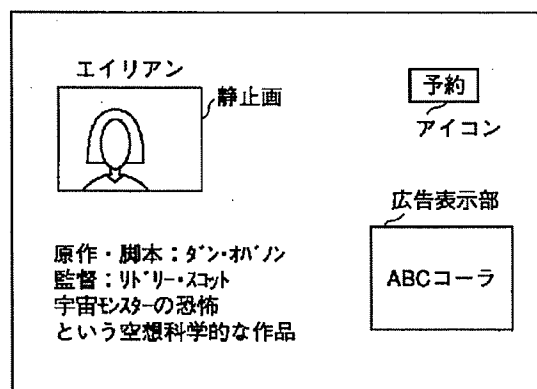 エイリアン
静止画
予約
アイコン
広告表示部
ABCコーラ
原作・脚本：ﾀﾞﾝ・ｵﾊﾞﾉﾝ
監督：ﾘﾄﾞﾘｰ・ｽｺｯﾄ
宇宙ﾓﾝｽﾀｰの恐怖
という空想科学的な作品